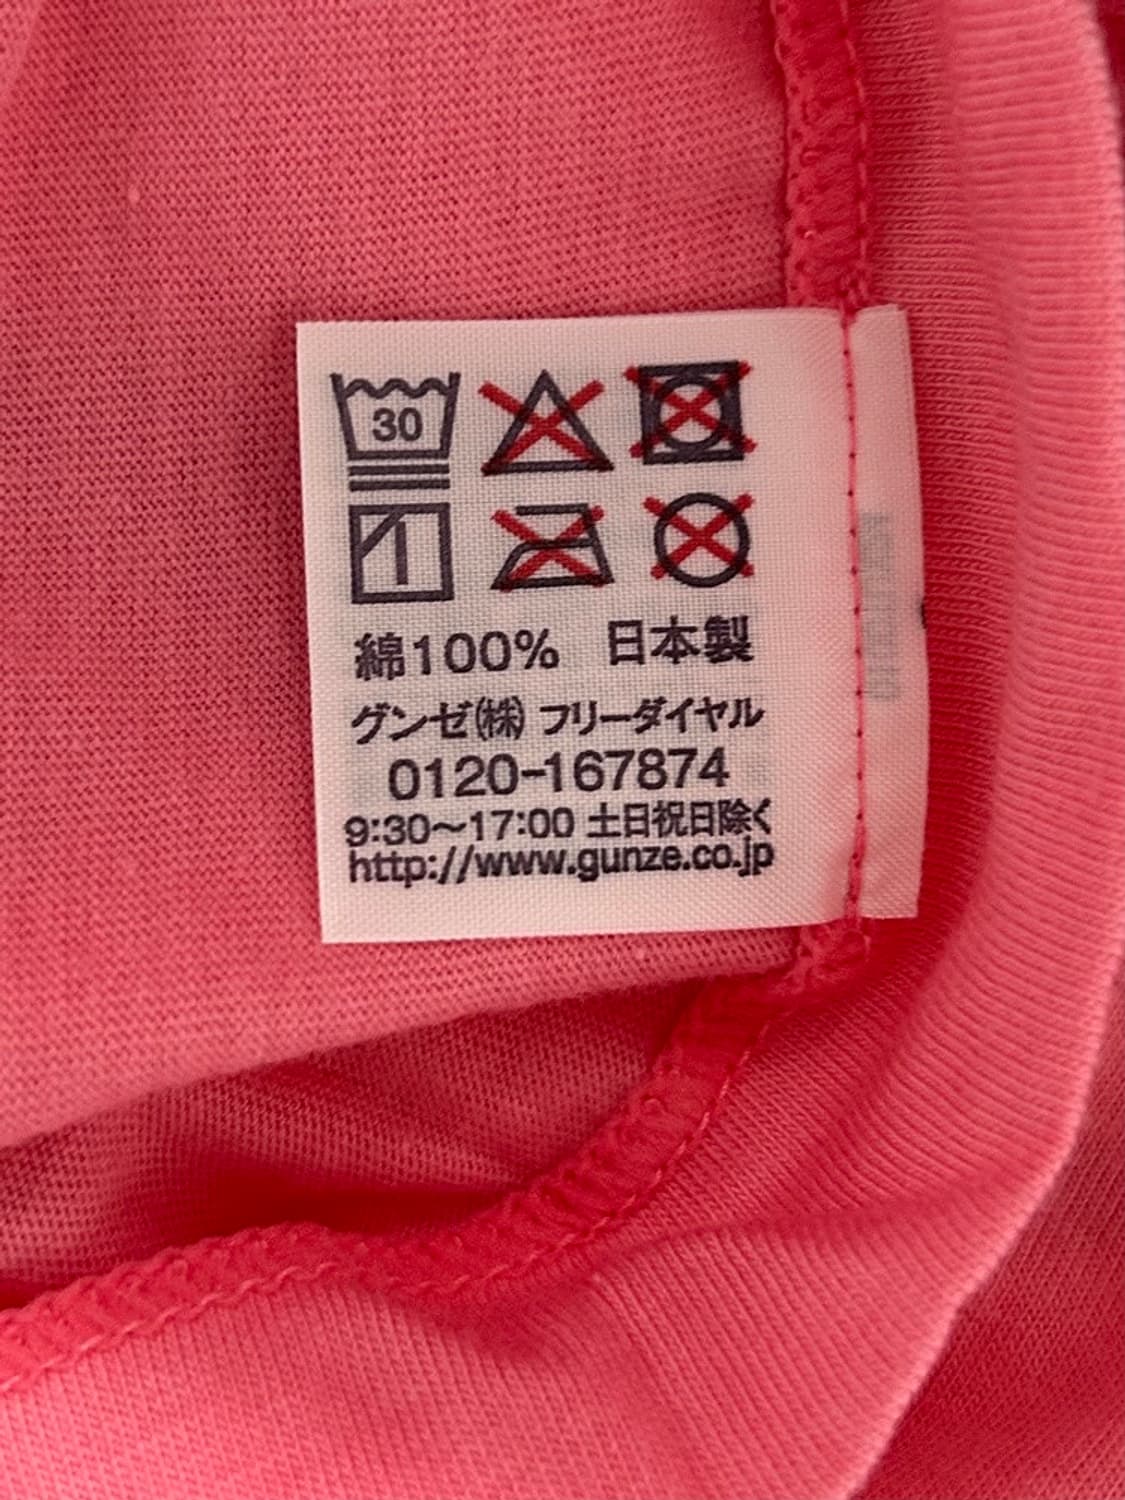 30
綿100% 日本製
グンゼ(株) フリーダイヤル
0120-167874
9:30~17:00 土日祝日除く
http://www.gunze.co.jp